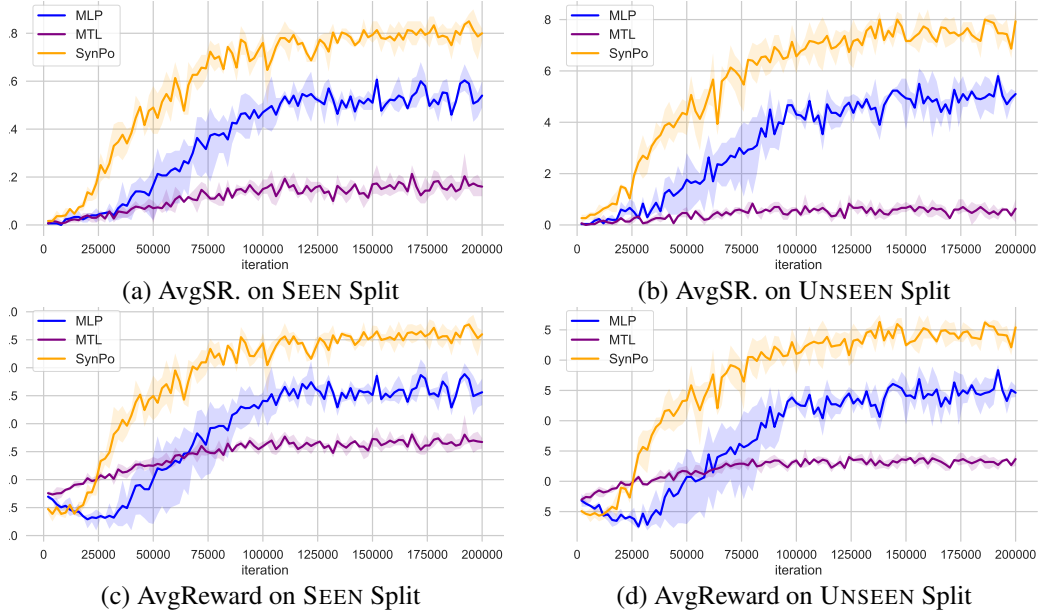 MLP
MTL
SynPo
.8
.6
.4
.2
.0
0 25000 50000 75000 100000 125000 150000 175000 200000
iteration
(a) AvgSR. on SEEN Split
MLP
MTL
SynPo
8
6
4
2
0
0 25000 50000 75000 100000 125000 150000 175000 200000
iteration
(b) AvgSR. on UNSEEN Split
MLP
MTL
SynPo
.0
.5
.0
.5
.0
.5
.0
.5
.0
0 25000 50000 75000 100000 125000 150000 175000 200000
iteration
(c) AvgReward on SEEN Split
MLP
MTL
SynPo
5
0
5
0
5
0
5
0 25000 50000 75000 100000 125000 150000 175000 200000
iteration
(d) AvgReward on UNSEEN Split